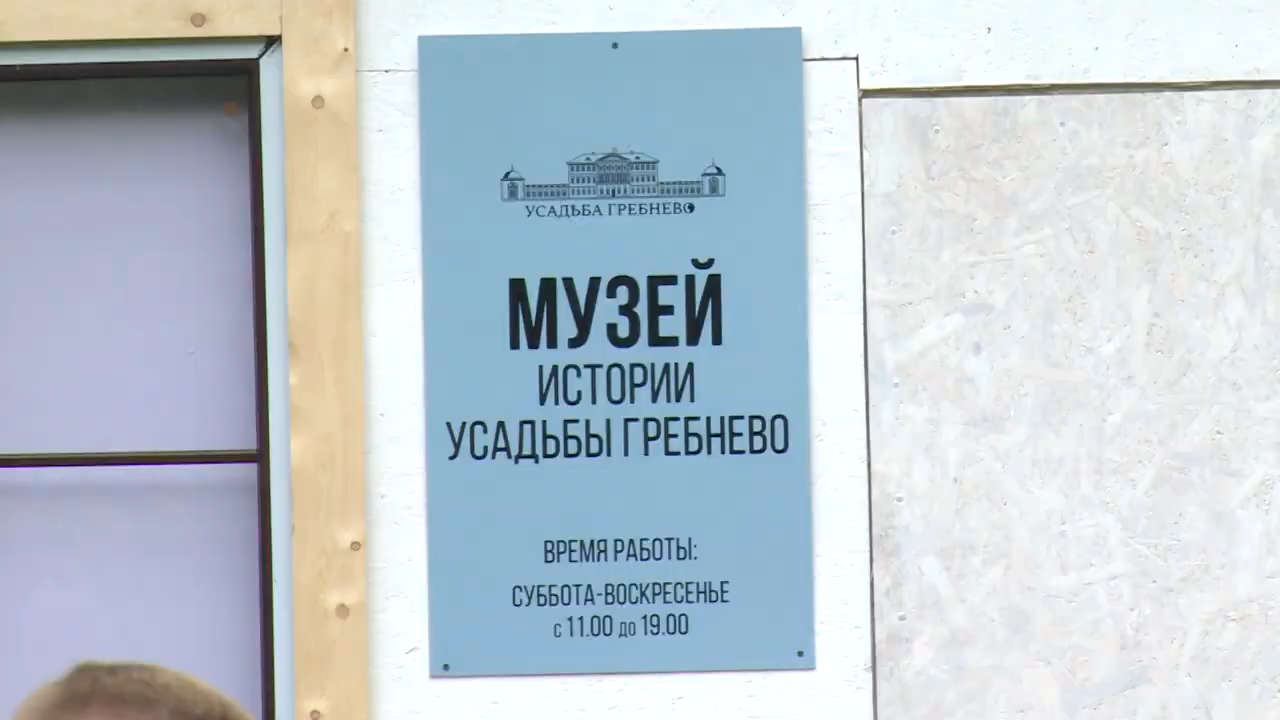 УСАДЬБА ГРЕБНЕВО
МУЗЕЙ
ИСТОРИИ
УСАДЬБЫ ГРЕБНЕВО
ВРЕМЯ РАБОТЫ:
СУББОТА-ВОСКРЕСЕНЬЕ
с 11.00 до 19.00